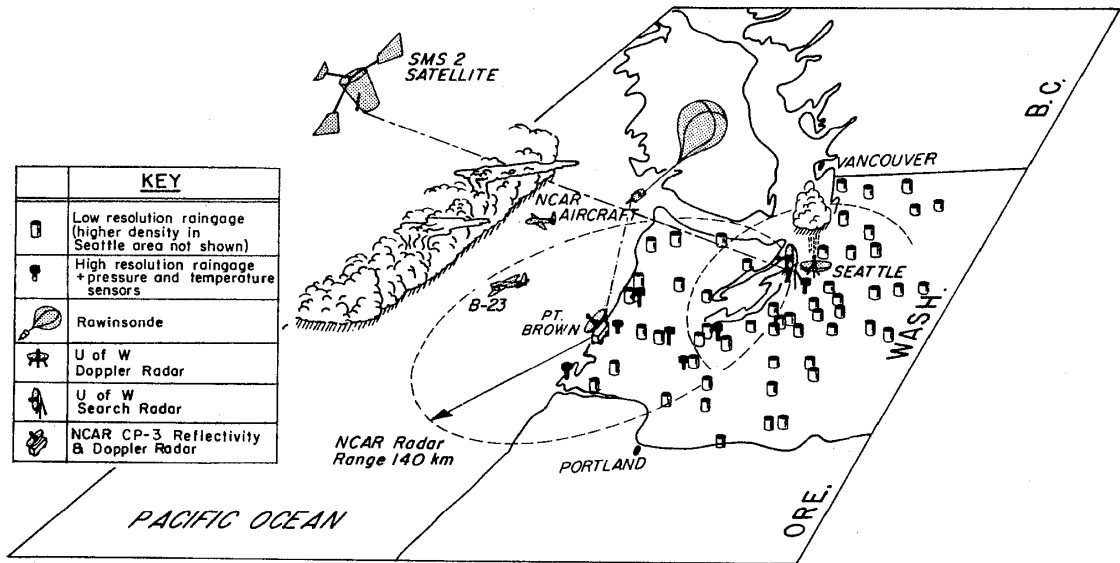 SMS 2
SATELLITE
B.C.
VANCOUVER
KEY
Low resolution raingage
(higher density in
Seattle area not shown)
High resolution raingage
+pressure and temperature
sensors
Rawinsonde
U of W
Doppler Radar
U of W
Search Radar
NCAR CP-3 Reflectivity
& Doppler Radar
NCAR
AIRCRAFT
B-23
SEATTLE
PT.
BROWN
WASH.
NCAR Radar
Range 140 km
PORTLAND
ORE.
PACIFIC OCEAN